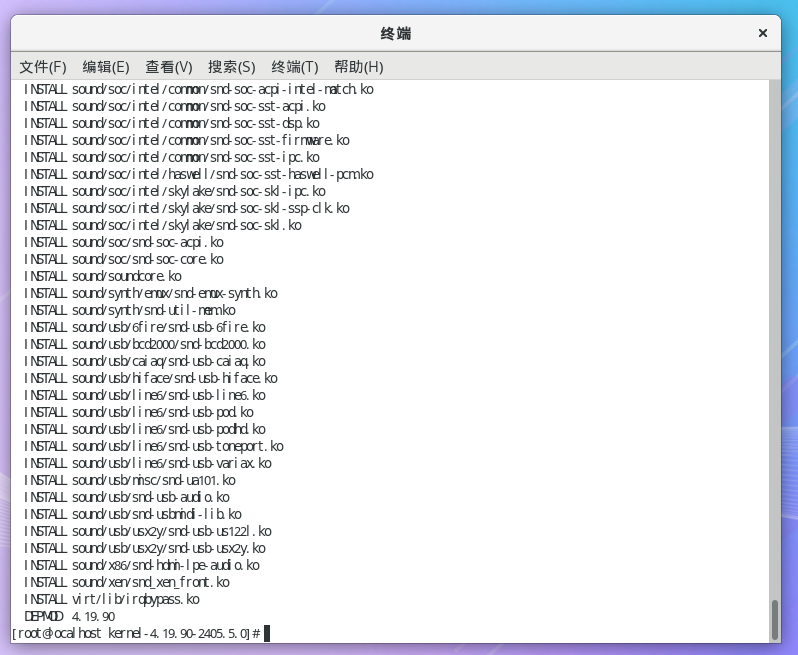 终端
文件(F) 编辑(E) 查看(V) 搜索(S) 终端(T) 帮助(H)
INSTALL sound/soc/intel/common/snd-soc-acpi-intel-match.ko
INSTALL sound/soc/intel/common/snd-soc-sst-acpi.ko
INSTALL sound/soc/intel/common/snd-soc-sst-dsp.ko
INSTALL sound/soc/intel/common/snd-soc-sst-firmware.ko
INSTALL sound/soc/intel/common/snd-soc-sst-ipc.ko
INSTALL sound/soc/intel/haswell/snd-soc-sst-haswell-pcm.ko
INSTALL sound/soc/intel/skylake/snd-soc-skl-ipc.ko
INSTALL sound/soc/intel/skylake/snd-soc-skl-ssp-clk.ko
INSTALL sound/soc/intel/skylake/snd-soc-skl.ko
INSTALL sound/soc/snd-soc-acpi.ko
INSTALL sound/soc/snd-soc-core.ko
INSTALL sound/soundcore.ko
INSTALL sound/synth/emux/snd-emux-synth.ko
INSTALL sound/synth/snd-util-mem.ko
INSTALL sound/usb/6fire/snd-usb-6fire.ko
INSTALL sound/usb/bcd2000/snd-bcd2000.ko
INSTALL sound/usb/caiaq/snd-usb-caiaq.ko
INSTALL sound/usb/hiface/snd-usb-hiface.ko
INSTALL sound/usb/line6/snd-usb-line6.ko
INSTALL sound/usb/line6/snd-usb-pod.ko
INSTALL sound/usb/line6/snd-usb-podhd.ko
INSTALL sound/usb/line6/snd-usb-toneport.ko
INSTALL sound/usb/line6/snd-usb-variax.ko
INSTALL sound/usb/misc/snd-ua101.ko
INSTALL sound/usb/snd-usb-audio.ko
INSTALL sound/usb/snd-usbmidi-lib.ko
INSTALL sound/usb/usx2y/snd-usb-us122l.ko
INSTALL sound/usb/usx2y/snd-usb-usx2y.ko
INSTALL sound/x86/snd-hdmi-lpe-audio.ko
INSTALL sound/xen/snd_xen_front.ko
INSTALL virt/lib/irqbypass.ko
DEPMOD 4.19.90
[root@localhost kernel-4.19.90-2405.5.0]#